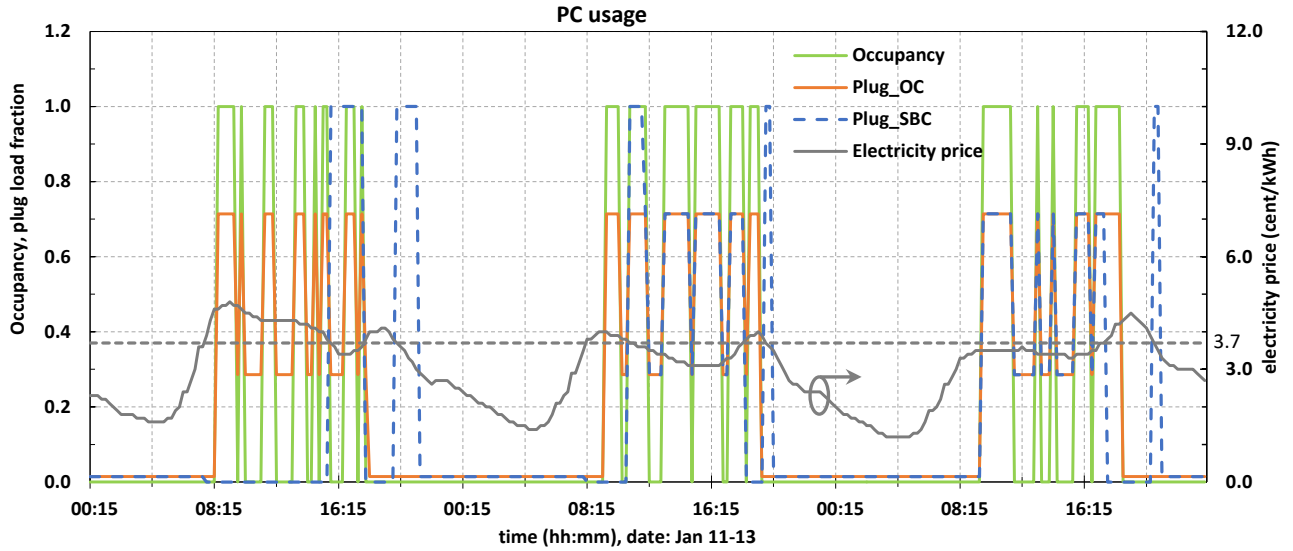 PC usage
Occupancy, plug load fraction
1.2
1.0
0.8
0.6
0.4
0.2
0.0
Occupancy
Plug_OC
Plug_SBC
Electricity price
12.0
9.0
6.0
3.7
3.0
0.0
electricity price (cent/kWh)
00:15 08:15 16:15 00:15 08:15 16:15 00:15 08:15 16:15
time (hh:mm), date: Jan 11-13